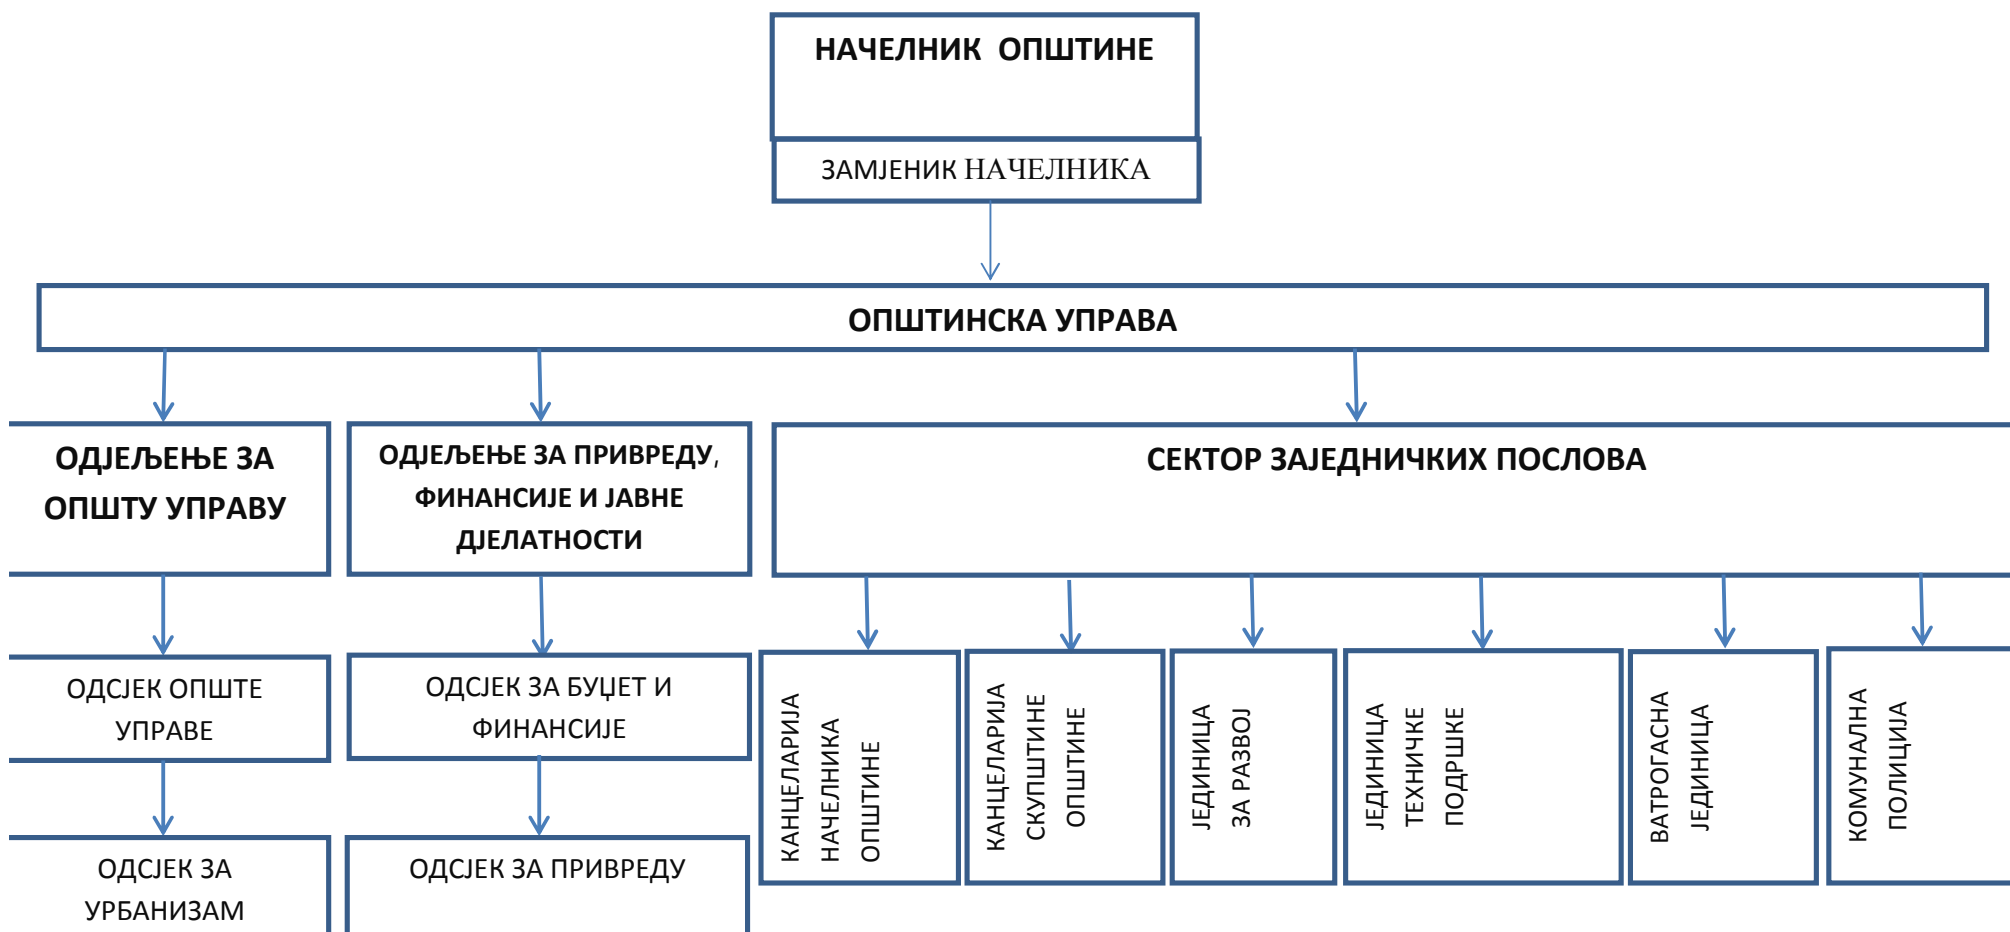 НАЧЕЛНИК ОПШТИНЕ
ЗАМЈЕНИК НАЧЕЛНИКА
ОПШТИНСКА УПРАВА
ОДЈЕЉЕЊЕ ЗА
ОПШТУ УПРАВУ
ОДЈЕЉЕЊЕ ЗА ПРИВРЕДУ,
ФИНАНСИЈЕ И ЈАВНЕ
ДЈЕЛАТНОСТИ
СЕКТОР ЗАЈЕДНИЧКИХ ПОСЛОВА
ОДСЈЕК ОПШТЕ
УПРАВЕ
ОДСЈЕК ЗА БУЏЕТ И
ФИНАНСИЈЕ
КАНЦЕЛАРИЈА
НАЧЕЛНИКА
ОПШТИНЕ
КАНЦЕЛАРИЈА
СКУПШТИНЕ
ОПШТИНЕ
ЈЕДИНИЦА
ЗА РАЗВОЈ
ЈЕДИНИЦА
ТЕХНИЧКЕ
ПОДРШКЕ
ВАТРОГАСНА
ЈЕДИНИЦА
КОМУНАЛНА
ПОЛИЦИЈА
ОДСЈЕК ЗА
УРБАНИЗАМ
ОДСЈЕК ЗА ПРИВРЕДУ